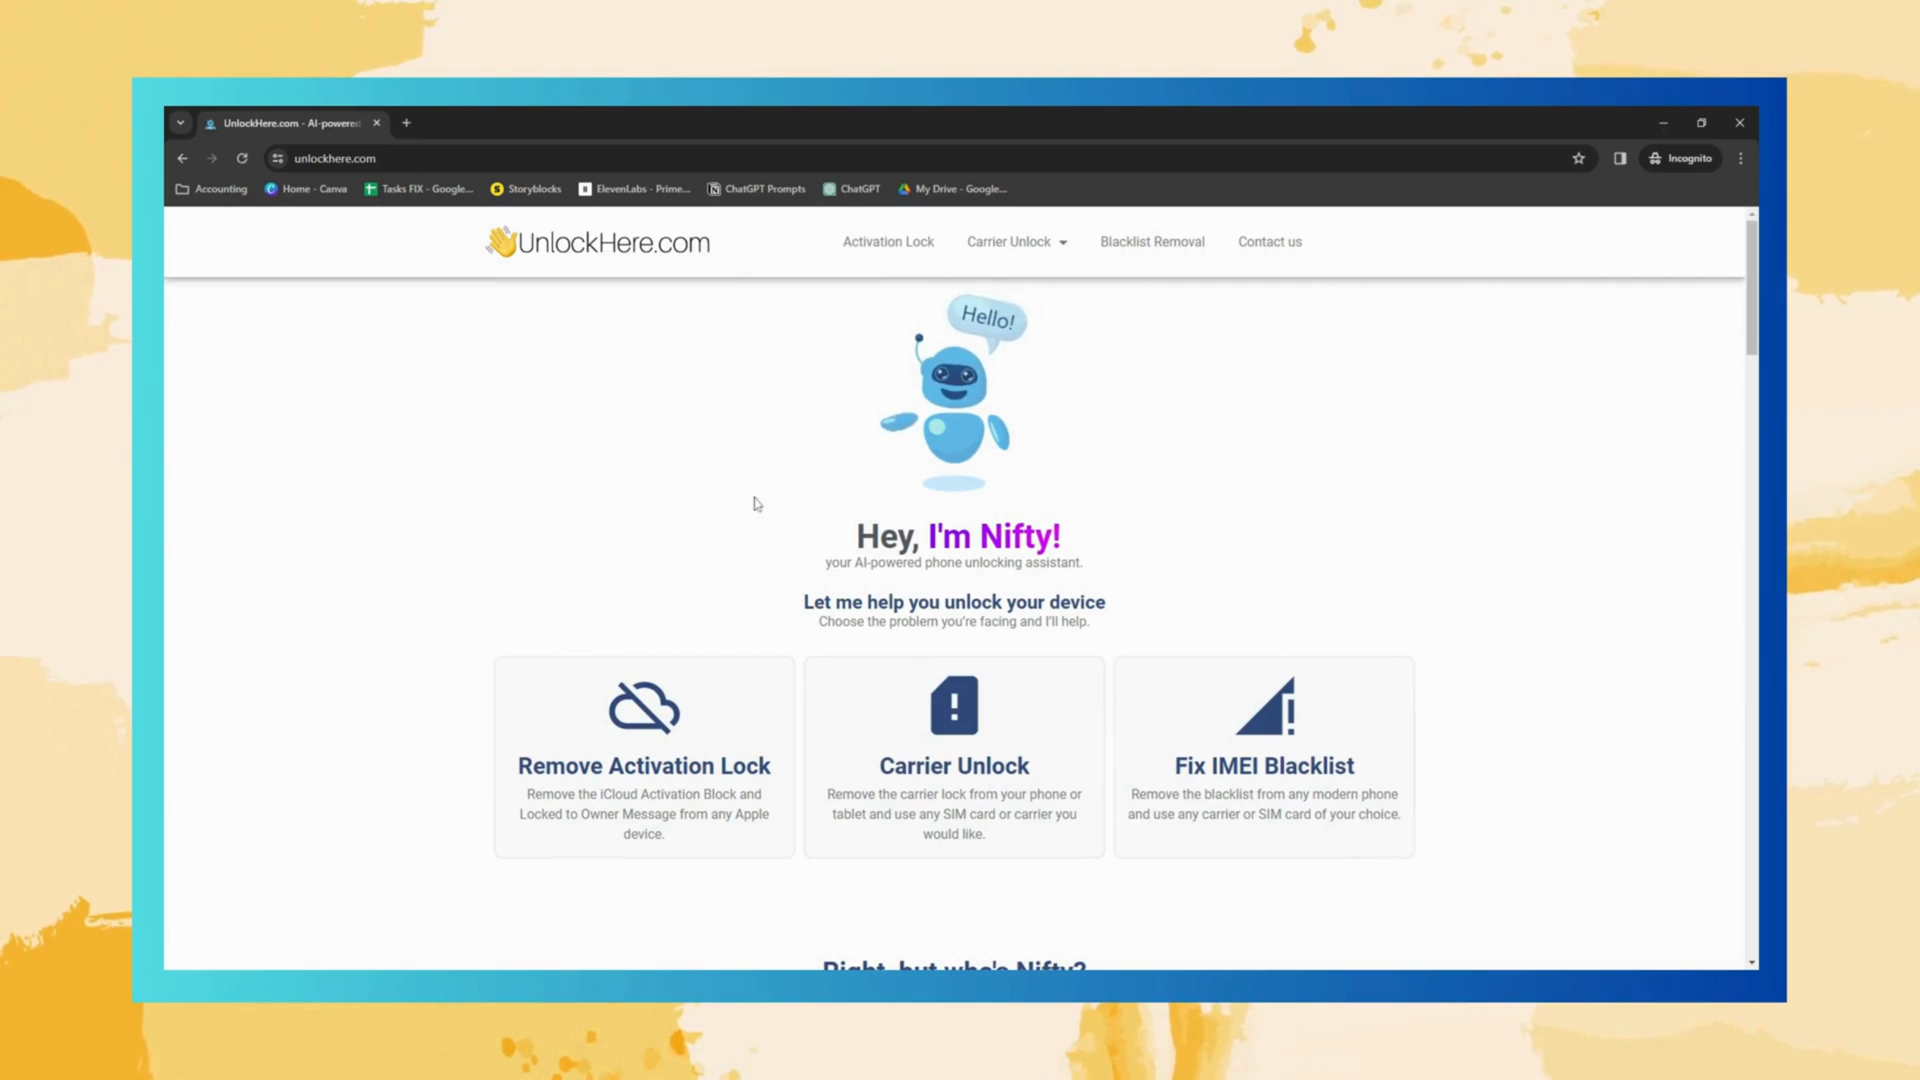 UnlockHere.com - AI-powered
unlockhere.com
Incognito
Accounting
Home - Canva
Tasks FIX - Google...
Storyblocks
ElevenLabs - Prime...
ChatGPT Prompts
ChatGPT
My Drive - Google...
UnlockHere.com
Activation Lock
Carrier Unlock
Blacklist Removal
Contact us
Hello!
Hey, I'm Nifty!
your AI-powered phone unlocking assistant.
Let me help you unlock your device
Choose the problem you're facing and I'll help.
Remove Activation Lock
Remove the iCloud Activation Block and
Locked to Owner Message from any Apple
device.
Carrier Unlock
Remove the carrier lock from your phone or
tablet and use any SIM card or carrier you
would like.
Fix IMEI Blacklist
Remove the blacklist from any modern phone
and use any carrier or SIM card of your choice.
Right, but who's Nifty?